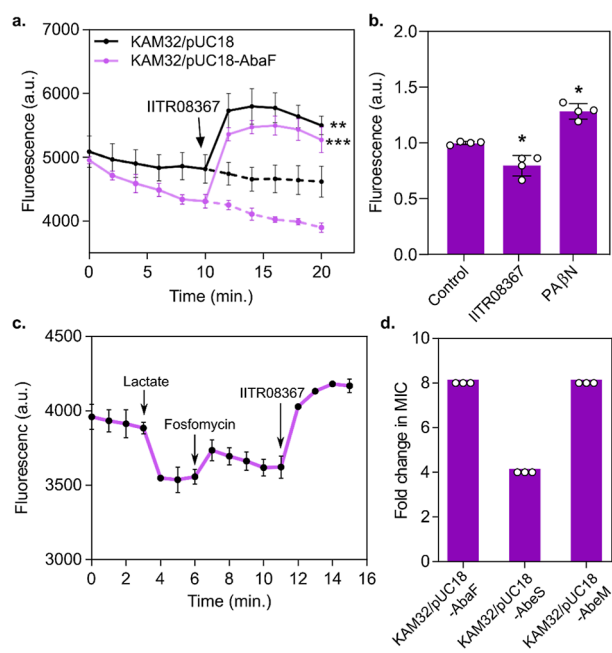 a.
KAM32/pUC18
KAM32/pUC18-AbaF
Fluroescence (a.u.)
7000
6000
5000
4000
3500
IITR08367
**
***
0 5 10 15 20
Time (min.)
b.
Fluroescence (a.u.)
2.0
1.5
1.0
0.5
0.0
*
*
Control
IITR08367
PAβN
c.
Fluorescenc (a.u.)
4500
4000
3500
3000
Lactate
Fosfomycin
IITR08367
0 2 4 6 8 10 12 14 16
Time (min.)
d.
Fold change in MIC
10
8
6
4
2
0
KAM32/pUC18
-AbaF
KAM32/pUC18
-AbeS
KAM32/pUC18
-AbeM